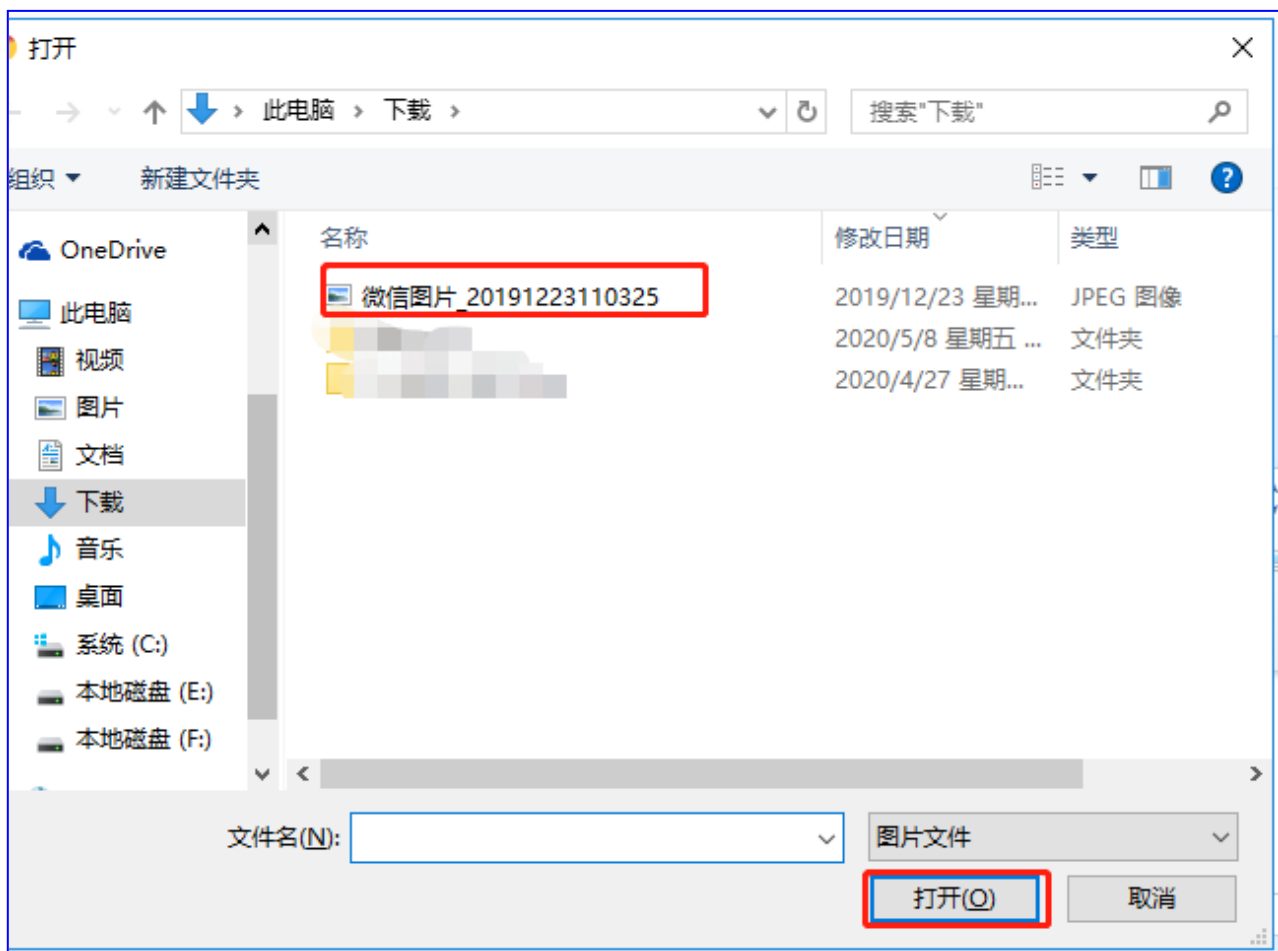 打开
此电脑 › 下载 ›
搜索"下载"
组织
新建文件夹
名称
修改日期
类型
OneDrive
此电脑
视频
图片
文档
下载
音乐
桌面
系统 (C:)
本地磁盘 (E:)
本地磁盘 (F:)
微信图片_20191223110325
2019/12/23 星期...
JPEG 图像
2020/5/8 星期五 ...
文件夹
2020/4/27 星期...
文件夹
文件名(N):
图片文件
打开(O)
取消